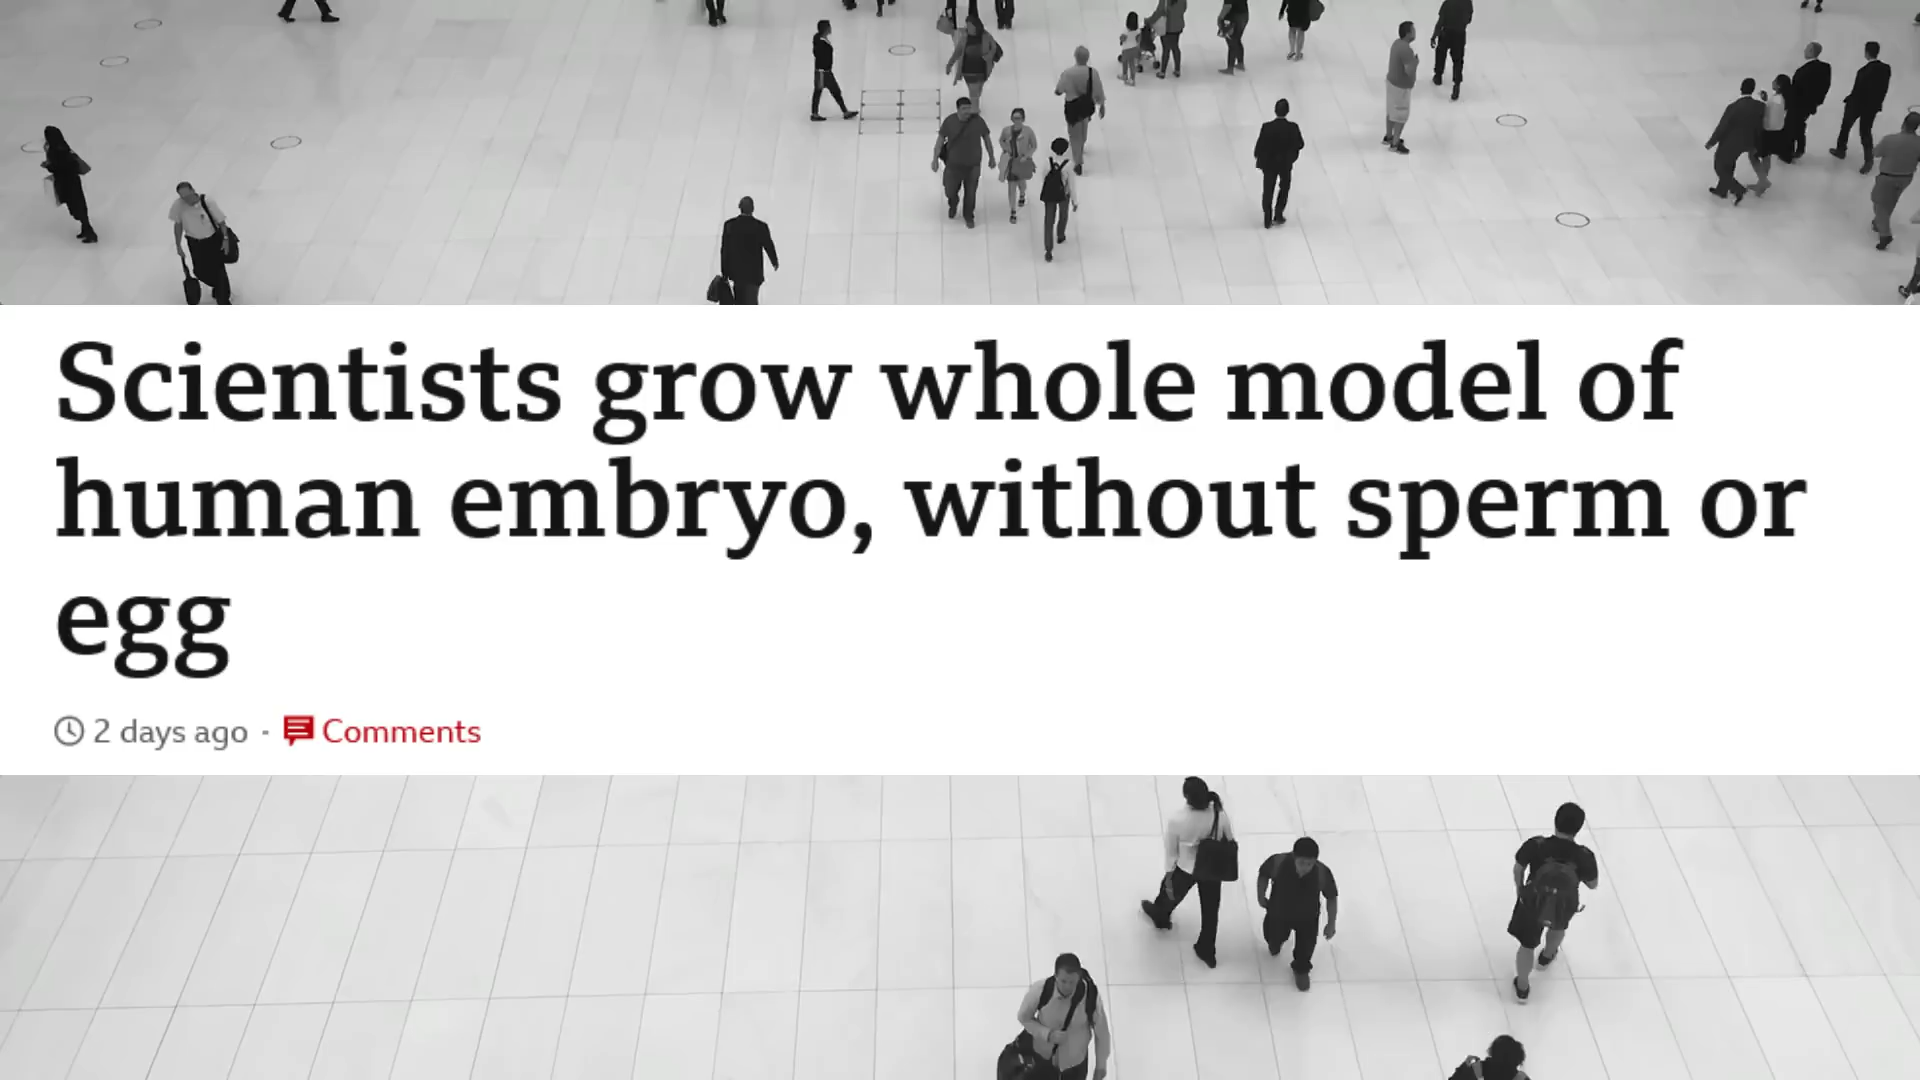 Scientists grow whole model of
human embryo, without sperm or
egg
2 days ago · Comments